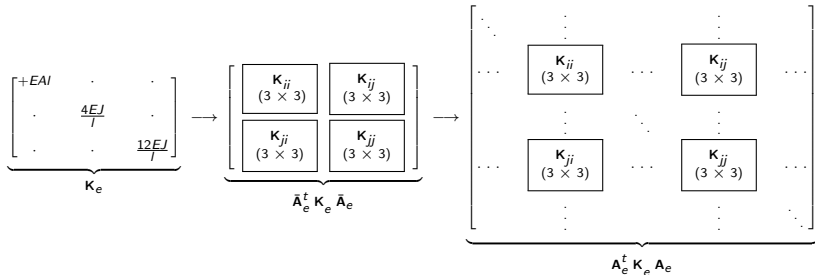 +EAl · ·
· 4EJ/l ·
· · 12EJ/l
K_e
⟶
K_ii (3 × 3) K_ij (3 × 3)
K_ji (3 × 3) K_jj (3 × 3)
Ā_e^t K_e Ā_e
⟶
⋱ ⋮ ⋮
... K_ii (3 × 3) ... K_ij (3 × 3) ...
⋮ ⋱ ⋮
... K_ji (3 × 3) ... K_jj (3 × 3) ...
⋮ ⋮ ⋱
A_e^t K_e A_e